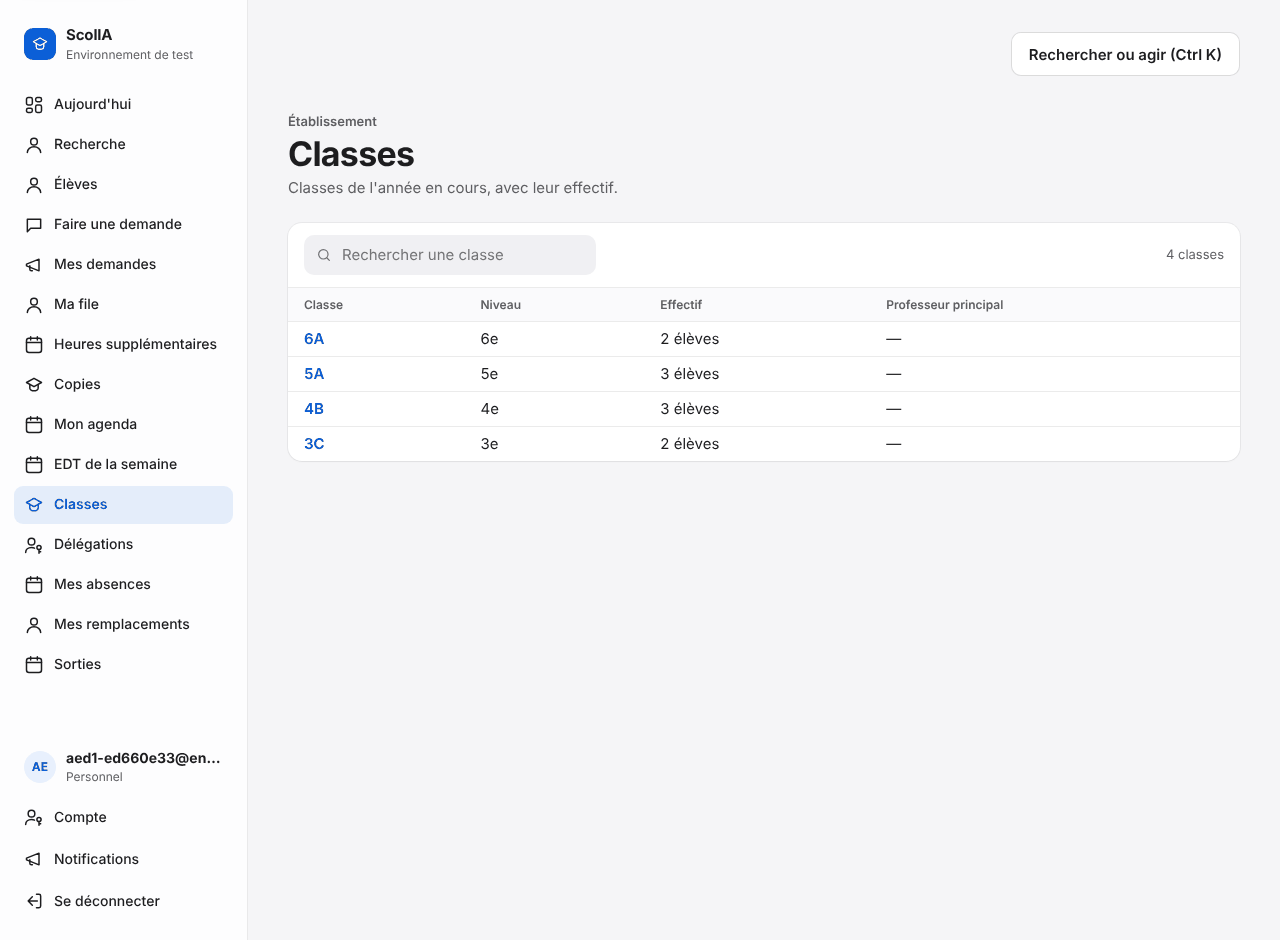 ScolIA
Environnement de test
Aujourd'hui
Recherche
Élèves
Faire une demande
Mes demandes
Ma file
Heures supplémentaires
Copies
Mon agenda
EDT de la semaine
Classes
Délégations
Mes absences
Mes remplacements
Sorties
AE
aed1-ed660e33@en...
Personnel
Compte
Notifications
Se déconnecter
Rechercher ou agir (Ctrl K)
Établissement
Classes
Classes de l'année en cours, avec leur effectif.
Rechercher une classe
4 classes
Classe Niveau Effectif Professeur principal
6A 6e 2 élèves —
5A 5e 3 élèves —
4B 4e 3 élèves —
3C 3e 2 élèves —